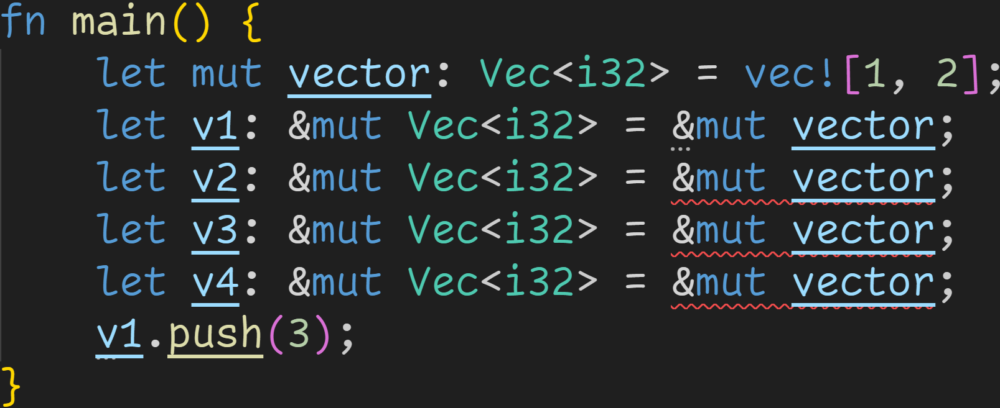 fn main() {
    let mut vector: Vec<i32> = vec![1, 2];
    let v1: &mut Vec<i32> = &mut vector;
    let v2: &mut Vec<i32> = &mut vector;
    let v3: &mut Vec<i32> = &mut vector;
    let v4: &mut Vec<i32> = &mut vector;
    v1.push(3);
}